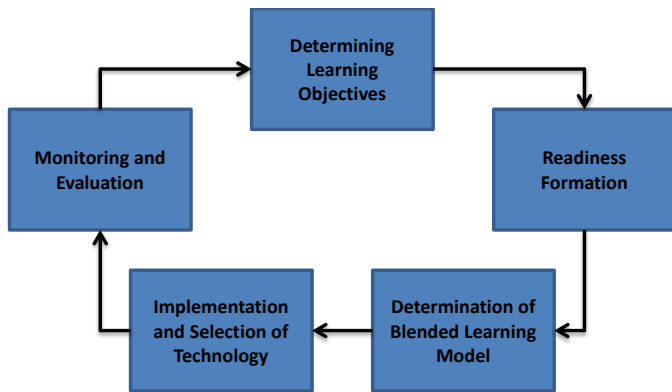 Determining
Learning
Objectives
Monitoring and
Evaluation
Readiness
Formation
Implementation
and Selection of
Technology
Determination of
Blended Learning
Model